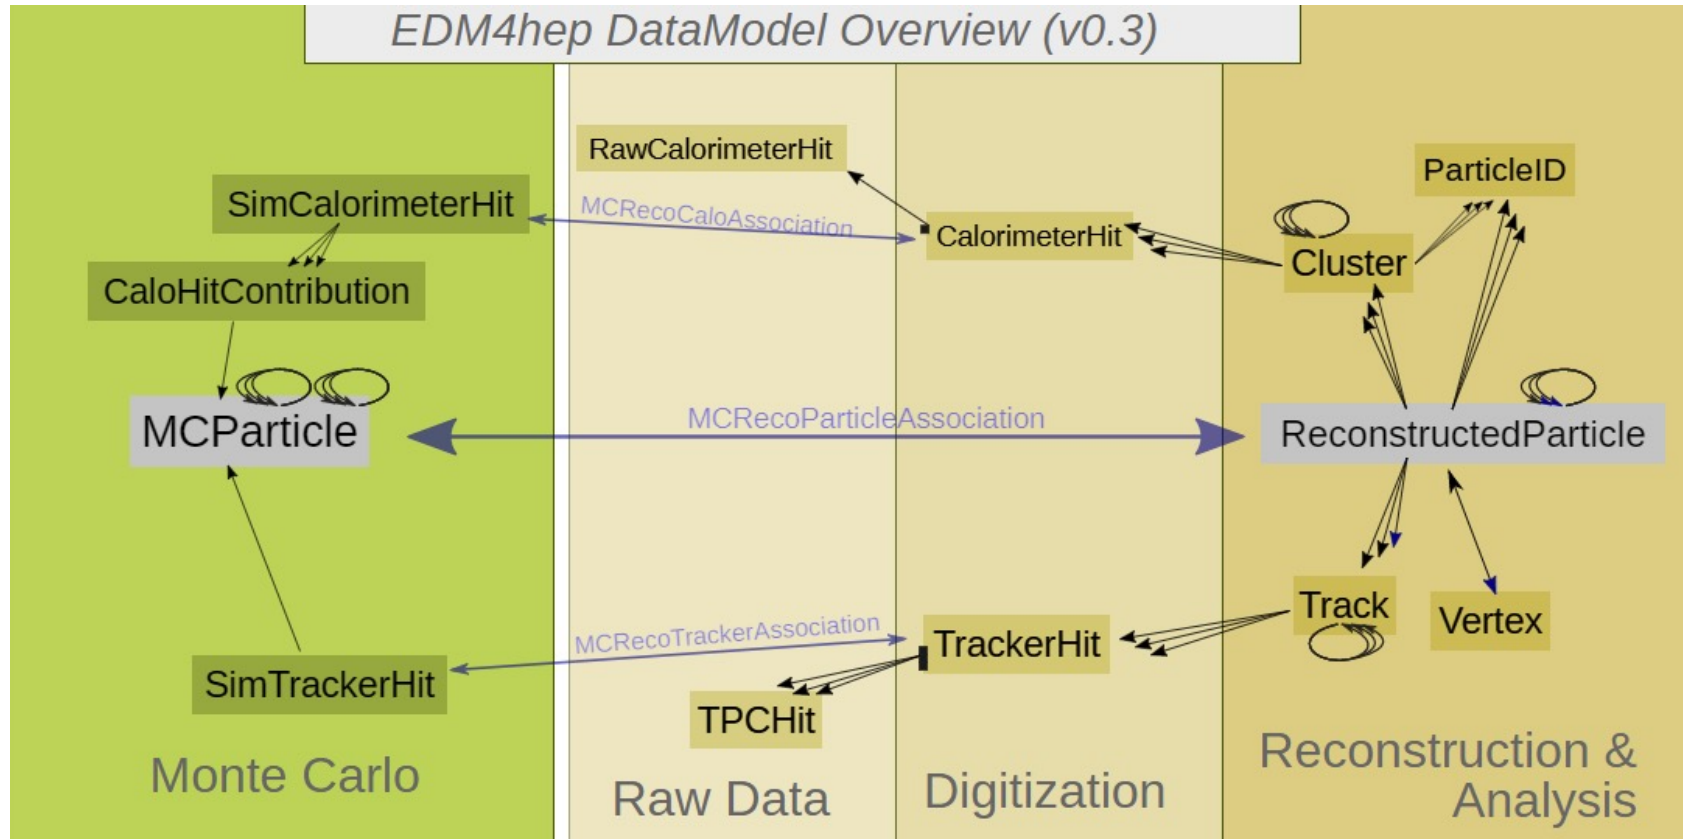 EDM4hep DataModel Overview (v0.3)
RawCalorimeterHit
ParticleID
SimCalorimeterHit
MCRecoCaloAssociation
CalorimeterHit
Cluster
CaloHitContribution
MCParticle
MCRecoParticleAssociation
ReconstructedParticle
Track
Vertex
MCRecoTrackerAssociation
TrackerHit
SimTrackerHit
TPCHit
Monte Carlo
Raw Data
Digitization
Reconstruction &
Analysis